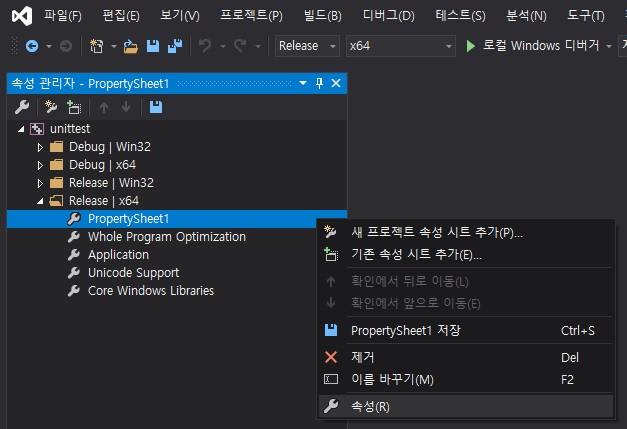 파일(F) 편집(E) 보기(V) 프로젝트(P) 빌드(B) 디버그(D) 테스트(S) 분석(N) 도구(T)
Release x64 로컬 Windows 디버거
속성 관리자 - PropertySheet1
unittest
Debug | Win32
Debug | x64
Release | Win32
Release | x64
PropertySheet1
Whole Program Optimization
Application
Unicode Support
Core Windows Libraries
새 프로젝트 속성 시트 추가(P)...
기존 속성 시트 추가(E)...
확인에서 뒤로 이동(L)
확인에서 앞으로 이동(E)
PropertySheet1 저장 Ctrl+S
제거 Del
이름 바꾸기(M) F2
속성(R)